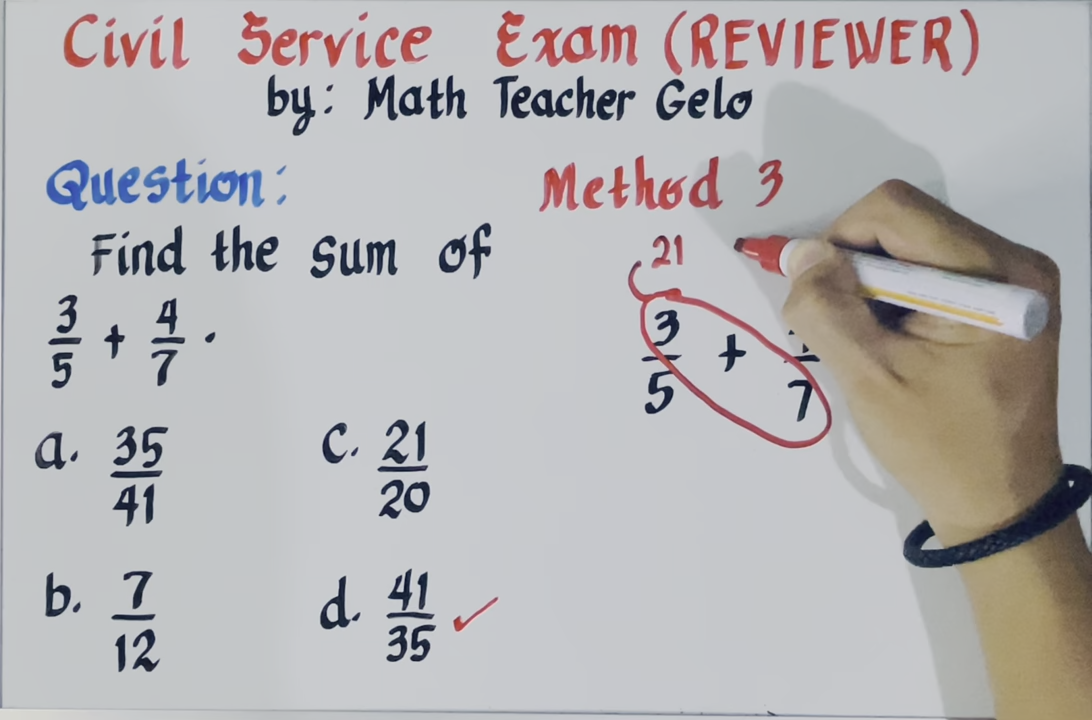 Civil Service Exam (REVIEWER)
by: Math Teacher Gelo
Question:
Find the sum of
3/5 + 4/7 .
a. 35/41
b. 7/12
c. 21/20
d. 41/35 ✓
Method 3
21
3/5 + /7